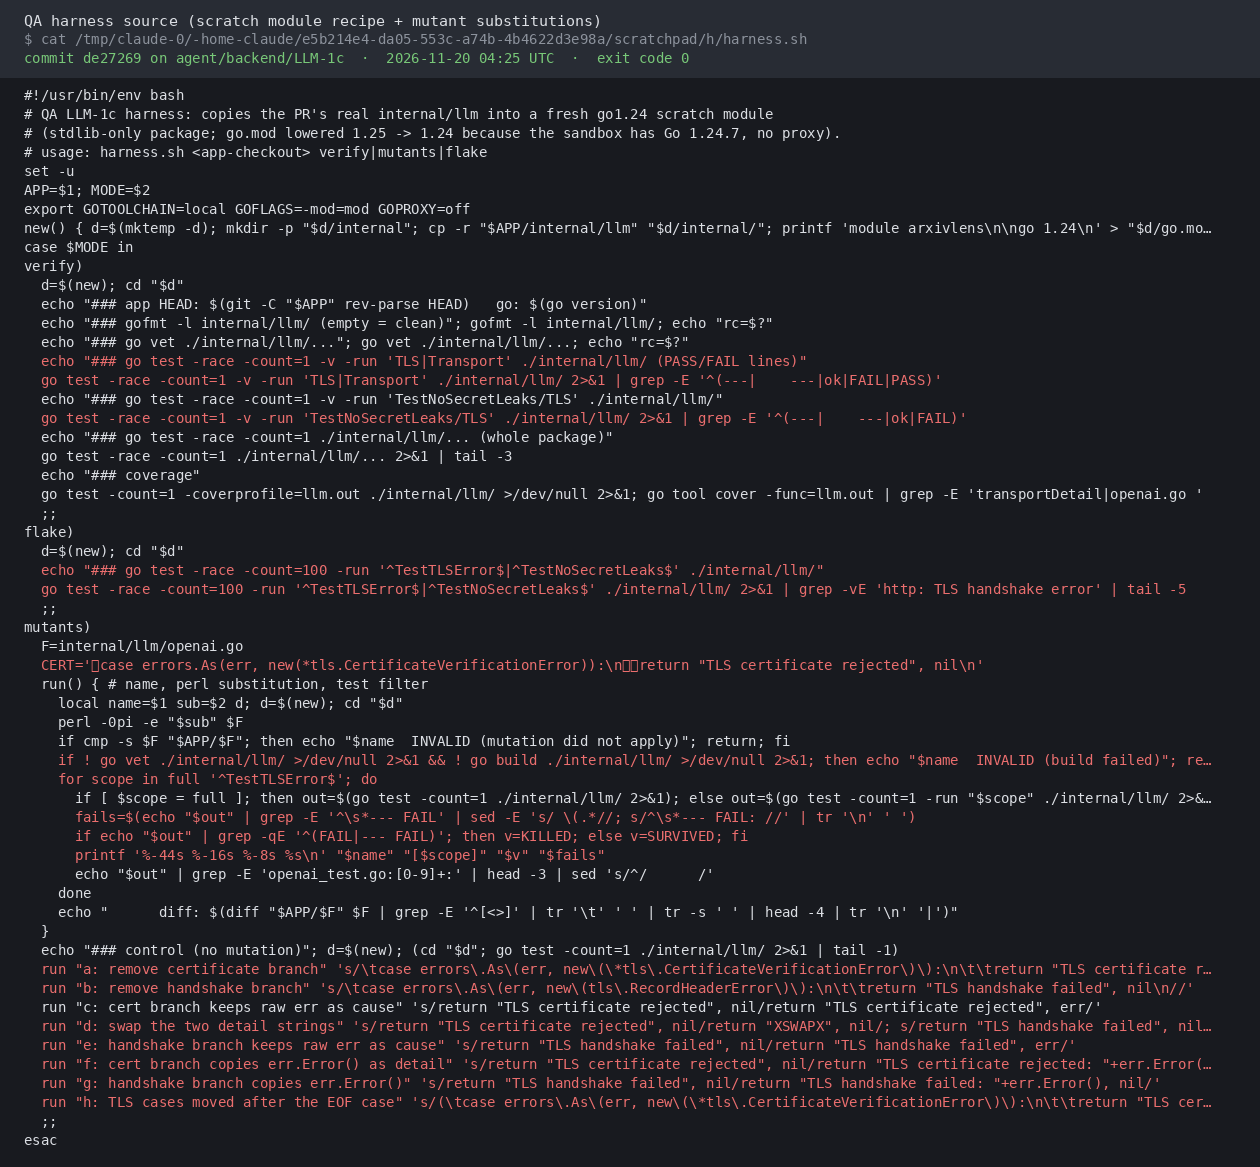 QA harness source (scratch module recipe + mutant substitutions)
$ cat /tmp/claude-0/-home-claude/e5b214e4-da05-553c-a74b-4b4622d3e98a/scratchpad/h/harness.sh
commit de27269 on agent/backend/LLM-1c  ·  2026-11-20 04:25 UTC  ·  exit code 0
#!/usr/bin/env bash
# QA LLM-1c harness: copies the PR's real internal/llm into a fresh go1.24 scratch module
# (stdlib-only package; go.mod lowered 1.25 -> 1.24 because the sandbox has Go 1.24.7, no proxy).
# usage: harness.sh <app-checkout> verify|mutants|flake
set -u
APP=$1; MODE=$2
export GOTOOLCHAIN=local GOFLAGS=-mod=mod GOPROXY=off
new() { d=$(mktemp -d); mkdir -p "$d/internal"; cp -r "$APP/internal/llm" "$d/internal/"; printf 'module arxivlens\n\ngo 1.24\n' > "$d/go.mo…
case $MODE in
verify)
  d=$(new); cd "$d"
  echo "### app HEAD: $(git -C "$APP" rev-parse HEAD)   go: $(go version)"
  echo "### gofmt -l internal/llm/ (empty = clean)"; gofmt -l internal/llm/; echo "rc=$?"
  echo "### go vet ./internal/llm/..."; go vet ./internal/llm/...; echo "rc=$?"
  echo "### go test -race -count=1 -v -run 'TLS|Transport' ./internal/llm/ (PASS/FAIL lines)"
  go test -race -count=1 -v -run 'TLS|Transport' ./internal/llm/ 2>&1 | grep -E '^(---|    ---|ok|FAIL|PASS)'
  echo "### go test -race -count=1 -v -run 'TestNoSecretLeaks/TLS' ./internal/llm/"
  go test -race -count=1 -v -run 'TestNoSecretLeaks/TLS' ./internal/llm/ 2>&1 | grep -E '^(---|    ---|ok|FAIL)'
  echo "### go test -race -count=1 ./internal/llm/... (whole package)"
  go test -race -count=1 ./internal/llm/... 2>&1 | tail -3
  echo "### coverage"
  go test -count=1 -coverprofile=llm.out ./internal/llm/ >/dev/null 2>&1; go tool cover -func=llm.out | grep -E 'transportDetail|openai.go '
  ;;
flake)
  d=$(new); cd "$d"
  echo "### go test -race -count=100 -run '^TestTLSError$|^TestNoSecretLeaks$' ./internal/llm/"
  go test -race -count=100 -run '^TestTLSError$|^TestNoSecretLeaks$' ./internal/llm/ 2>&1 | grep -vE 'http: TLS handshake error' | tail -5
  ;;
mutants)
  F=internal/llm/openai.go
  CERT='case errors.As(err, new(*tls.CertificateVerificationError)):\nreturn "TLS certificate rejected", nil\n'
  run() { # name, perl substitution, test filter
    local name=$1 sub=$2 d; d=$(new); cd "$d"
    perl -0pi -e "$sub" $F
    if cmp -s $F "$APP/$F"; then echo "$name  INVALID (mutation did not apply)"; return; fi
    if ! go vet ./internal/llm/ >/dev/null 2>&1 && ! go build ./internal/llm/ >/dev/null 2>&1; then echo "$name  INVALID (build failed)"; re…
    for scope in full '^TestTLSError$'; do
      if [ $scope = full ]; then out=$(go test -count=1 ./internal/llm/ 2>&1); else out=$(go test -count=1 -run "$scope" ./internal/llm/ 2>&…
      fails=$(echo "$out" | grep -E '^\s*--- FAIL' | sed -E 's/ \(.*//; s/^\s*--- FAIL: //' | tr '\n' ' ')
      if echo "$out" | grep -qE '^(FAIL|--- FAIL)'; then v=KILLED; else v=SURVIVED; fi
      printf '%-44s %-16s %-8s %s\n' "$name" "[$scope]" "$v" "$fails"
      echo "$out" | grep -E 'openai_test.go:[0-9]+:' | head -3 | sed 's/^/      /'
    done
    echo "      diff: $(diff "$APP/$F" $F | grep -E '^[<>]' | tr '\t' ' ' | tr -s ' ' | head -4 | tr '\n' '|')"
  }
  echo "### control (no mutation)"; d=$(new); (cd "$d"; go test -count=1 ./internal/llm/ 2>&1 | tail -1)
  run "a: remove certificate branch" 's/\tcase errors\.As\(err, new\(\*tls\.CertificateVerificationError\)\):\n\t\treturn "TLS certificate r…
  run "b: remove handshake branch" 's/\tcase errors\.As\(err, new\(tls\.RecordHeaderError\)\):\n\t\treturn "TLS handshake failed", nil\n//'
  run "c: cert branch keeps raw err as cause" 's/return "TLS certificate rejected", nil/return "TLS certificate rejected", err/'
  run "d: swap the two detail strings" 's/return "TLS certificate rejected", nil/return "XSWAPX", nil/; s/return "TLS handshake failed", nil…
  run "e: handshake branch keeps raw err as cause" 's/return "TLS handshake failed", nil/return "TLS handshake failed", err/'
  run "f: cert branch copies err.Error() as detail" 's/return "TLS certificate rejected", nil/return "TLS certificate rejected: "+err.Error(…
  run "g: handshake branch copies err.Error()" 's/return "TLS handshake failed", nil/return "TLS handshake failed: "+err.Error(), nil/'
  run "h: TLS cases moved after the EOF case" 's/(\tcase errors\.As\(err, new\(\*tls\.CertificateVerificationError\)\):\n\t\treturn "TLS cer…
  ;;
esac